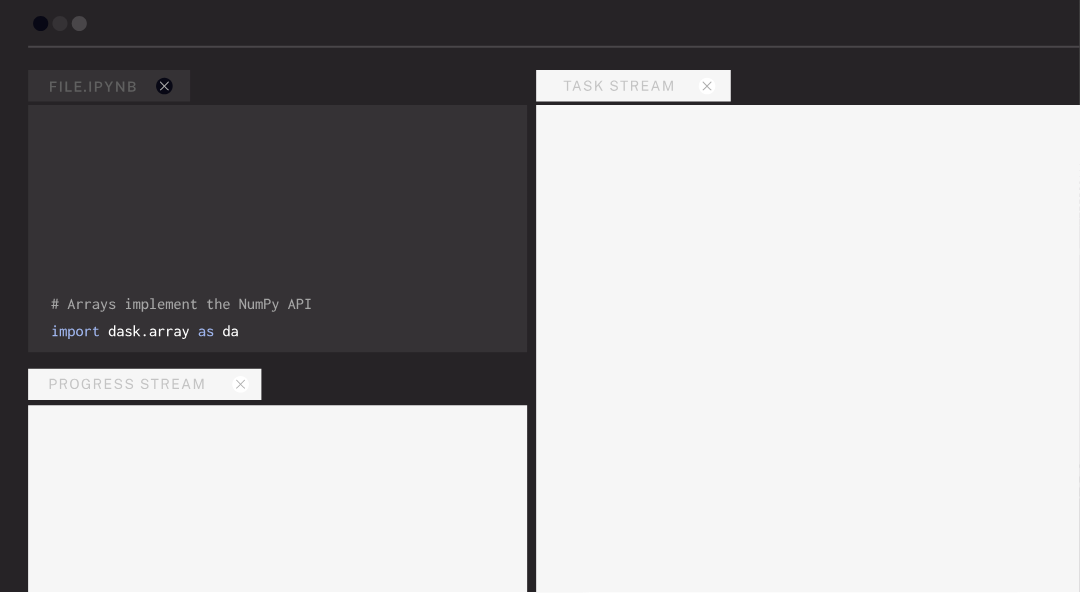 FILE.IPYNB
TASK STREAM
# Arrays implement the NumPy API
import dask.array as da
PROGRESS STREAM